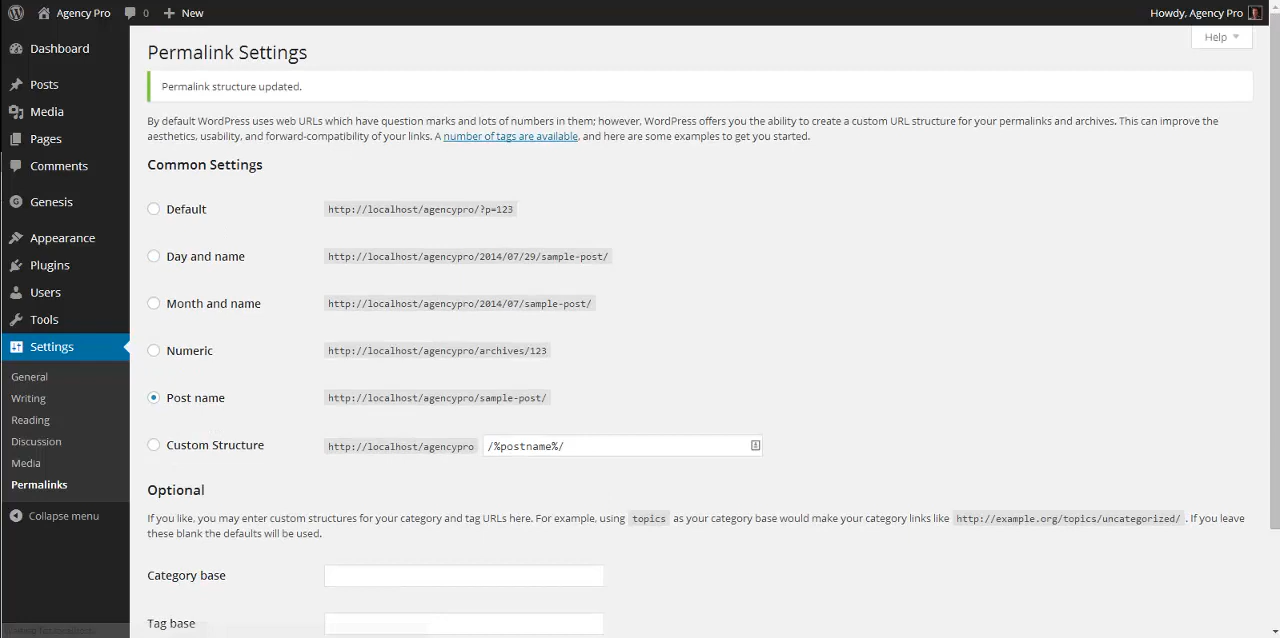 Agency Pro 0 New Howdy, Agency Pro
Help
Dashboard
Posts
Media
Pages
Comments
Genesis
Appearance
Plugins
Users
Tools
Settings
General
Writing
Reading
Discussion
Media
Permalinks
Collapse menu
Permalink Settings
Permalink structure updated.
By default WordPress uses web URLs which have question marks and lots of numbers in them; however, WordPress offers you the ability to create a custom URL structure for your permalinks and archives. This can improve the
aesthetics, usability, and forward-compatibility of your links. A number of tags are available, and here are some examples to get you started.
Common Settings
Default http://localhost/agencypro/?p=123
Day and name http://localhost/agencypro/2014/07/29/sample-post/
Month and name http://localhost/agencypro/2014/07/sample-post/
Numeric http://localhost/agencypro/archives/123
Post name http://localhost/agencypro/sample-post/
Custom Structure http://localhost/agencypro /%postname%/
Optional
If you like, you may enter custom structures for your category and tag URLs here. For example, using topics as your category base would make your category links like http://example.org/topics/uncategorized/ . If you leave
these blank the defaults will be used.
Category base
Tag base